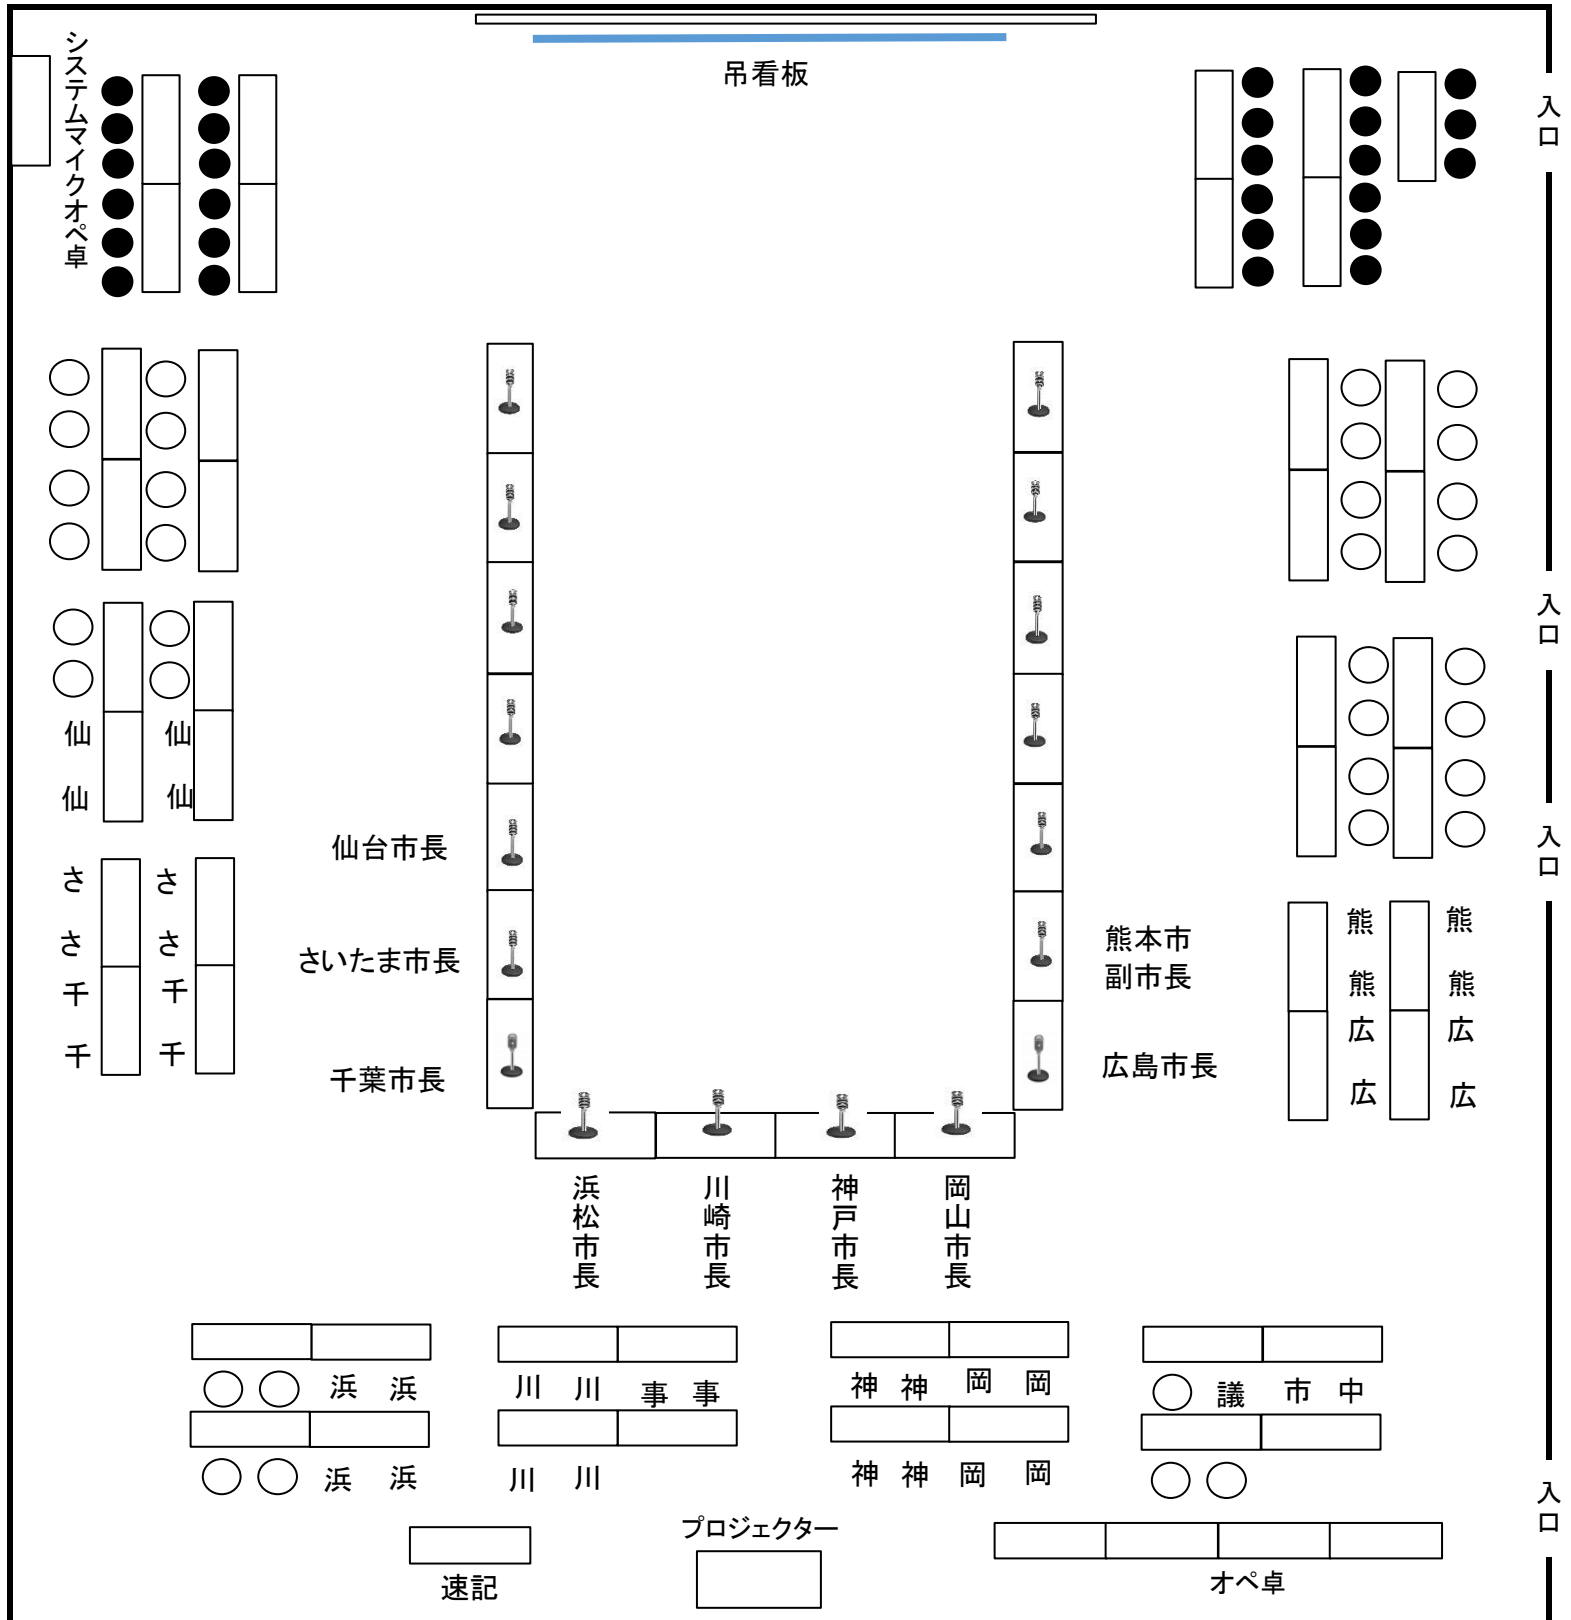 吊看板
システムマイクオペ卓
入口
入口
仙 仙
仙 仙
仙台市長
入口
さ さ
さ さ
さいたま市長
熊本市
副市長
熊 熊
熊 熊
千 千
千 千
千葉市長
広島市長
広 広
広 広
浜松市長
川崎市長
神戸市長
岡山市長
浜 浜
川 川 事 事
神 神 岡 岡
議 市 中
浜 浜
川 川
神 神 岡 岡
入口
プロジェクター
速記
オペ卓